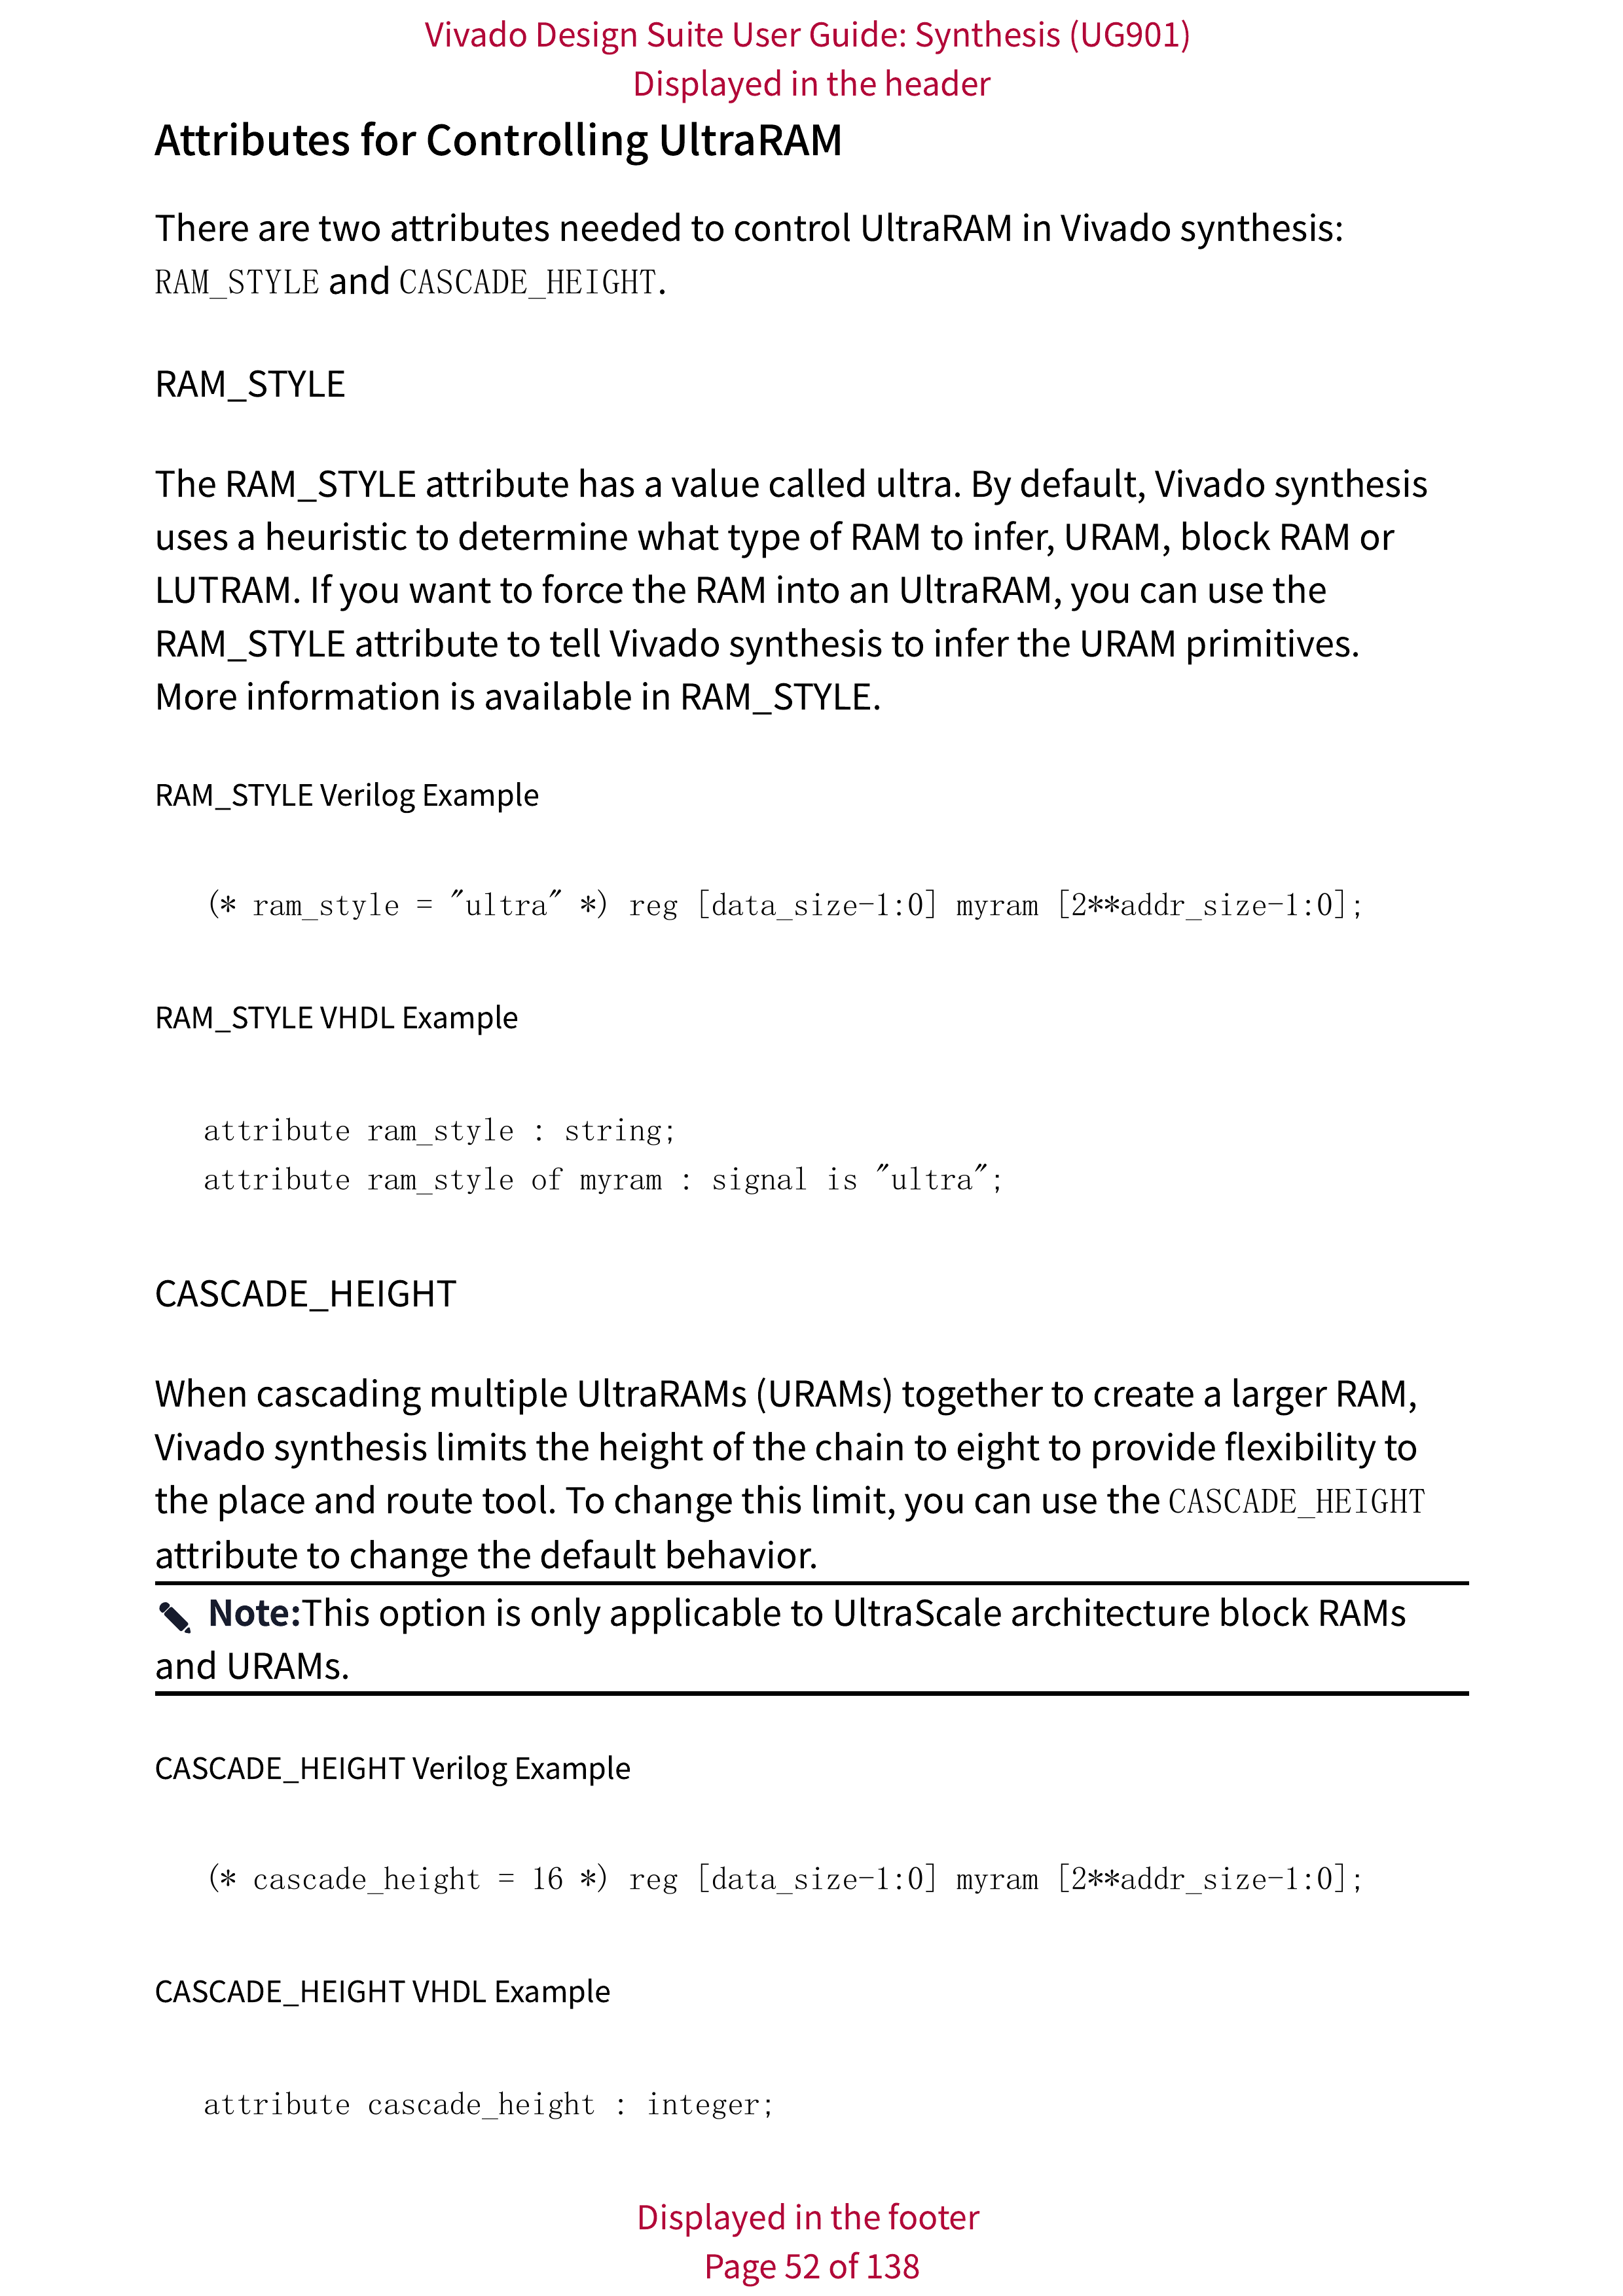 Vivado Design Suite User Guide: Synthesis (UG901)
Displayed in the header
Attributes for Controlling UltraRAM
There are two attributes needed to control UltraRAM in Vivado synthesis:
RAM_STYLE and CASCADE_HEIGHT.
RAM_STYLE
The RAM_STYLE attribute has a value called ultra. By default, Vivado synthesis
uses a heuristic to determine what type of RAM to infer, URAM, block RAM or
LUTRAM. If you want to force the RAM into an UltraRAM, you can use the
RAM_STYLE attribute to tell Vivado synthesis to infer the URAM primitives.
More information is available in RAM_STYLE.
RAM_STYLE Verilog Example
(* ram_style = "ultra" *) reg [data_size-1:0] myram [2**addr_size-1:0];
RAM_STYLE VHDL Example
attribute ram_style : string;
attribute ram_style of myram : signal is "ultra";
CASCADE_HEIGHT
When cascading multiple UltraRAMs (URAMs) together to create a larger RAM,
Vivado synthesis limits the height of the chain to eight to provide flexibility to
the place and route tool. To change this limit, you can use the CASCADE_HEIGHT
attribute to change the default behavior.
Note:This option is only applicable to UltraScale architecture block RAMs
and URAMs.
CASCADE_HEIGHT Verilog Example
(* cascade_height = 16 *) reg [data_size-1:0] myram [2**addr_size-1:0];
CASCADE_HEIGHT VHDL Example
attribute cascade_height : integer;
Displayed in the footer
Page 52 of 138